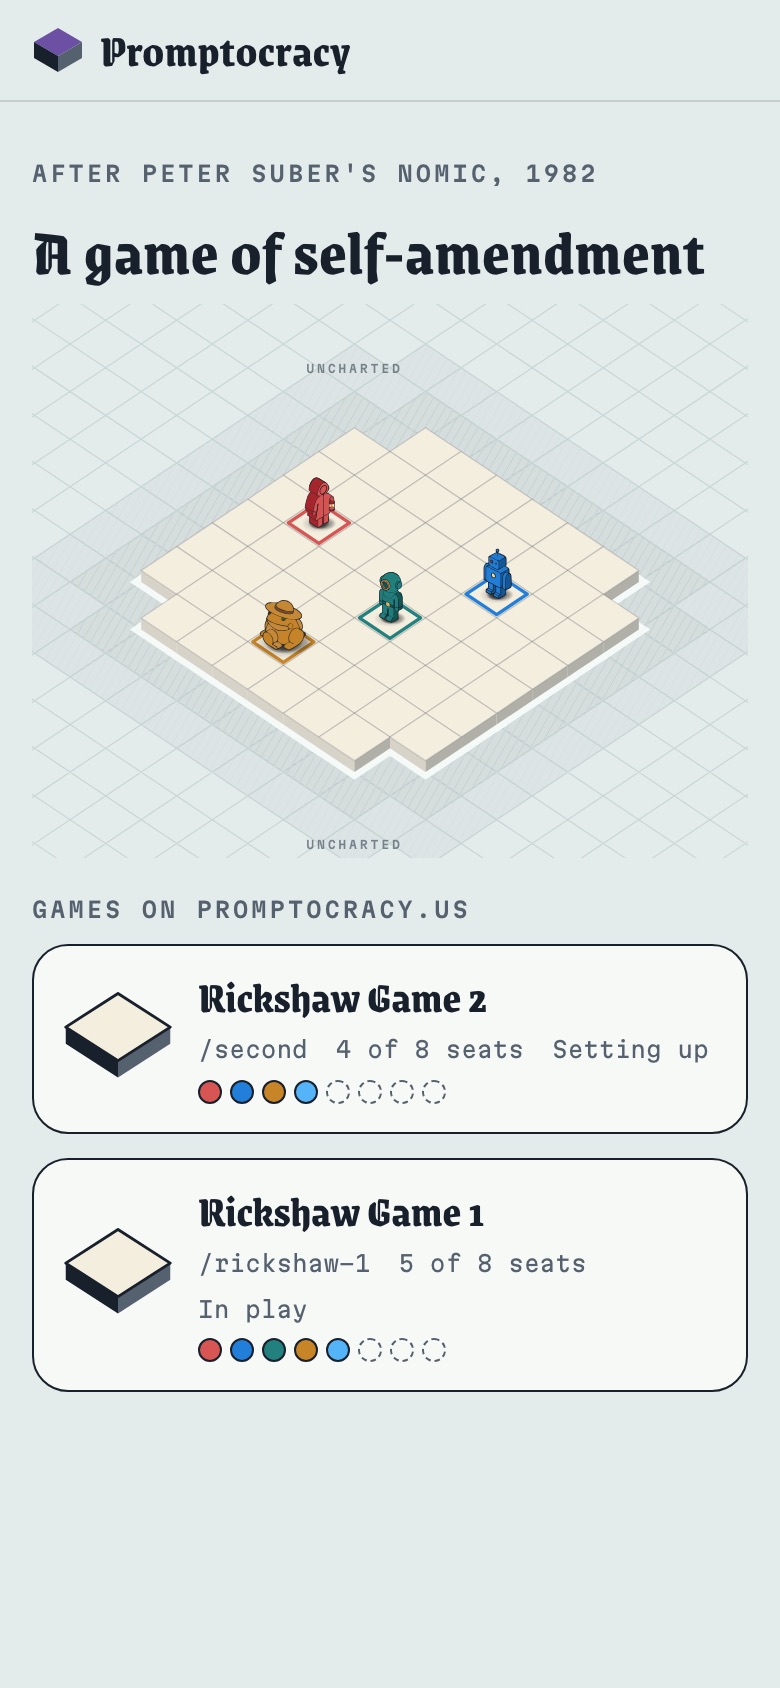 Promptocracy
AFTER PETER SUBER'S NOMIC, 1982
A game of self-amendment
UNCHARTED
UNCHARTED
GAMES ON PROMPTOCRACY.US
Rickshaw Game 2
/second 4 of 8 seats Setting up
Rickshaw Game 1
/rickshaw-1 5 of 8 seats
In play